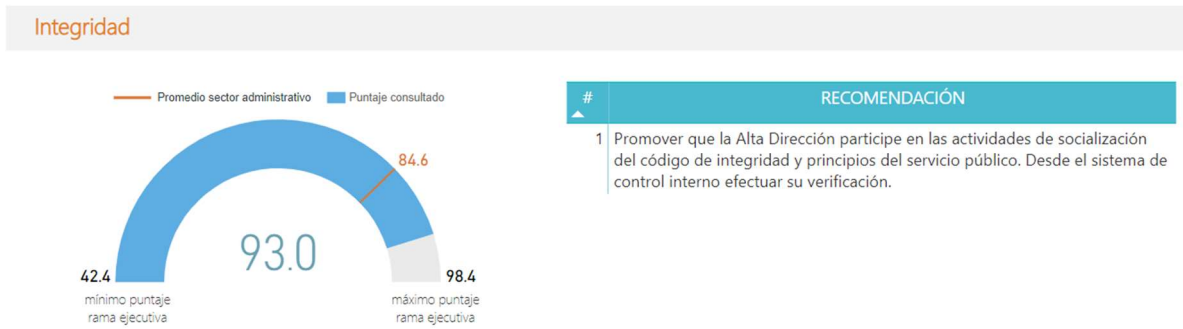 Integridad
Promedio sector administrativo
Puntaje consultado
84.6
93.0
42.4
98.4
mínimo puntaje
rama ejecutiva
máximo puntaje
rama ejecutiva
# RECOMENDACIÓN
1 Promover que la Alta Dirección participe en las actividades de socialización
del código de integridad y principios del servicio público. Desde el sistema de
control interno efectuar su verificación.